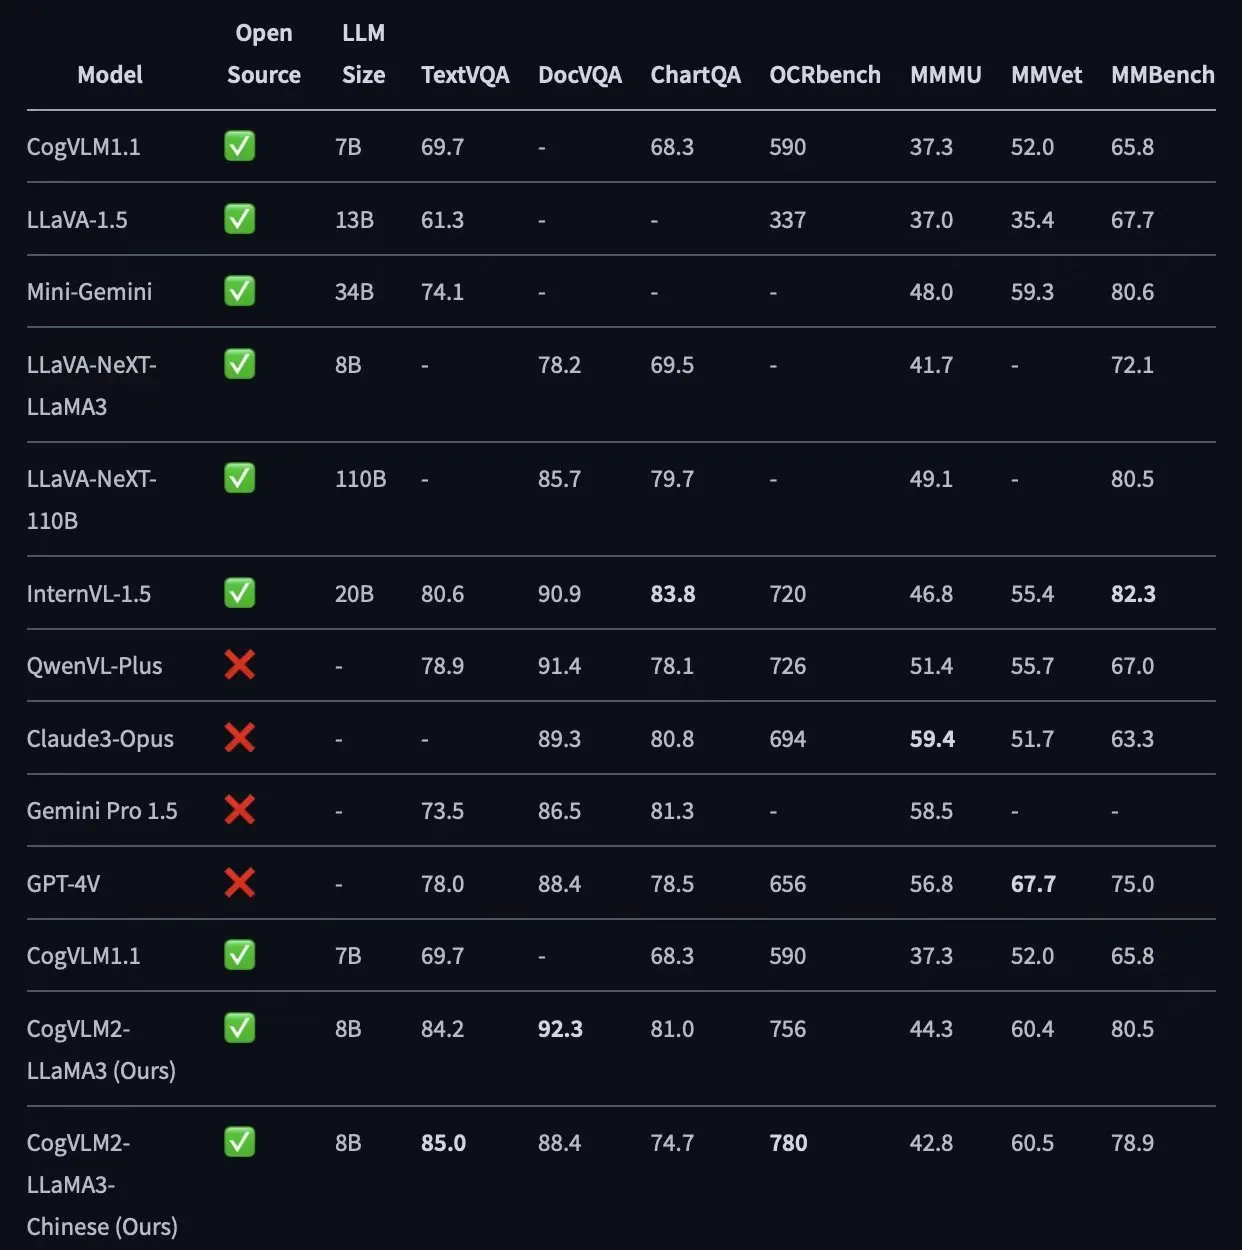 Model Open Source LLM Size TextVQA DocVQA ChartQA OCRbench MMMU MMVet MMBench
CogVLM1.1 ✅ 7B 69.7 - 68.3 590 37.3 52.0 65.8
LLaVA-1.5 ✅ 13B 61.3 - - 337 37.0 35.4 67.7
Mini-Gemini ✅ 34B 74.1 - - - 48.0 59.3 80.6
LLaVA-NeXT-LLaMA3 ✅ 8B - 78.2 69.5 - 41.7 - 72.1
LLaVA-NeXT-110B ✅ 110B - 85.7 79.7 - 49.1 - 80.5
InternVL-1.5 ✅ 20B 80.6 90.9 83.8 720 46.8 55.4 82.3
QwenVL-Plus ❌ - 78.9 91.4 78.1 726 51.4 55.7 67.0
Claude3-Opus ❌ - - 89.3 80.8 694 59.4 51.7 63.3
Gemini Pro 1.5 ❌ - 73.5 86.5 81.3 - 58.5 - -
GPT-4V ❌ - 78.0 88.4 78.5 656 56.8 67.7 75.0
CogVLM1.1 ✅ 7B 69.7 - 68.3 590 37.3 52.0 65.8
CogVLM2-LLaMA3 (Ours) ✅ 8B 84.2 92.3 81.0 756 44.3 60.4 80.5
CogVLM2-LLaMA3-Chinese (Ours) ✅ 8B 85.0 88.4 74.7 780 42.8 60.5 78.9